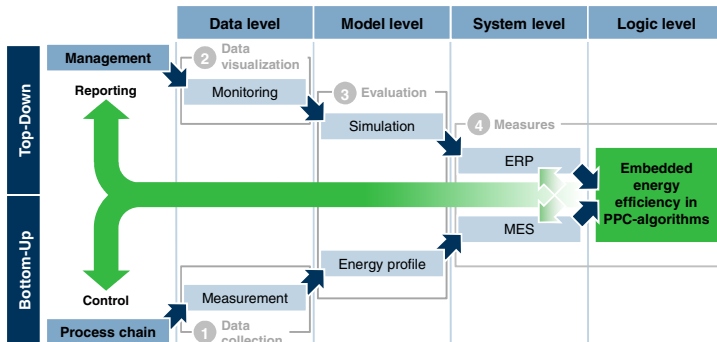 Data level
Model level
System level
Logic level
Top-Down
Bottom-Up
Management
Reporting
2 Data
visualization
Monitoring
3 Evaluation
Simulation
4 Measures
ERP
Embedded
energy
efficiency in
PPC-algorithms
MES
Energy profile
Control
Measurement
Process chain
1 Data
collection